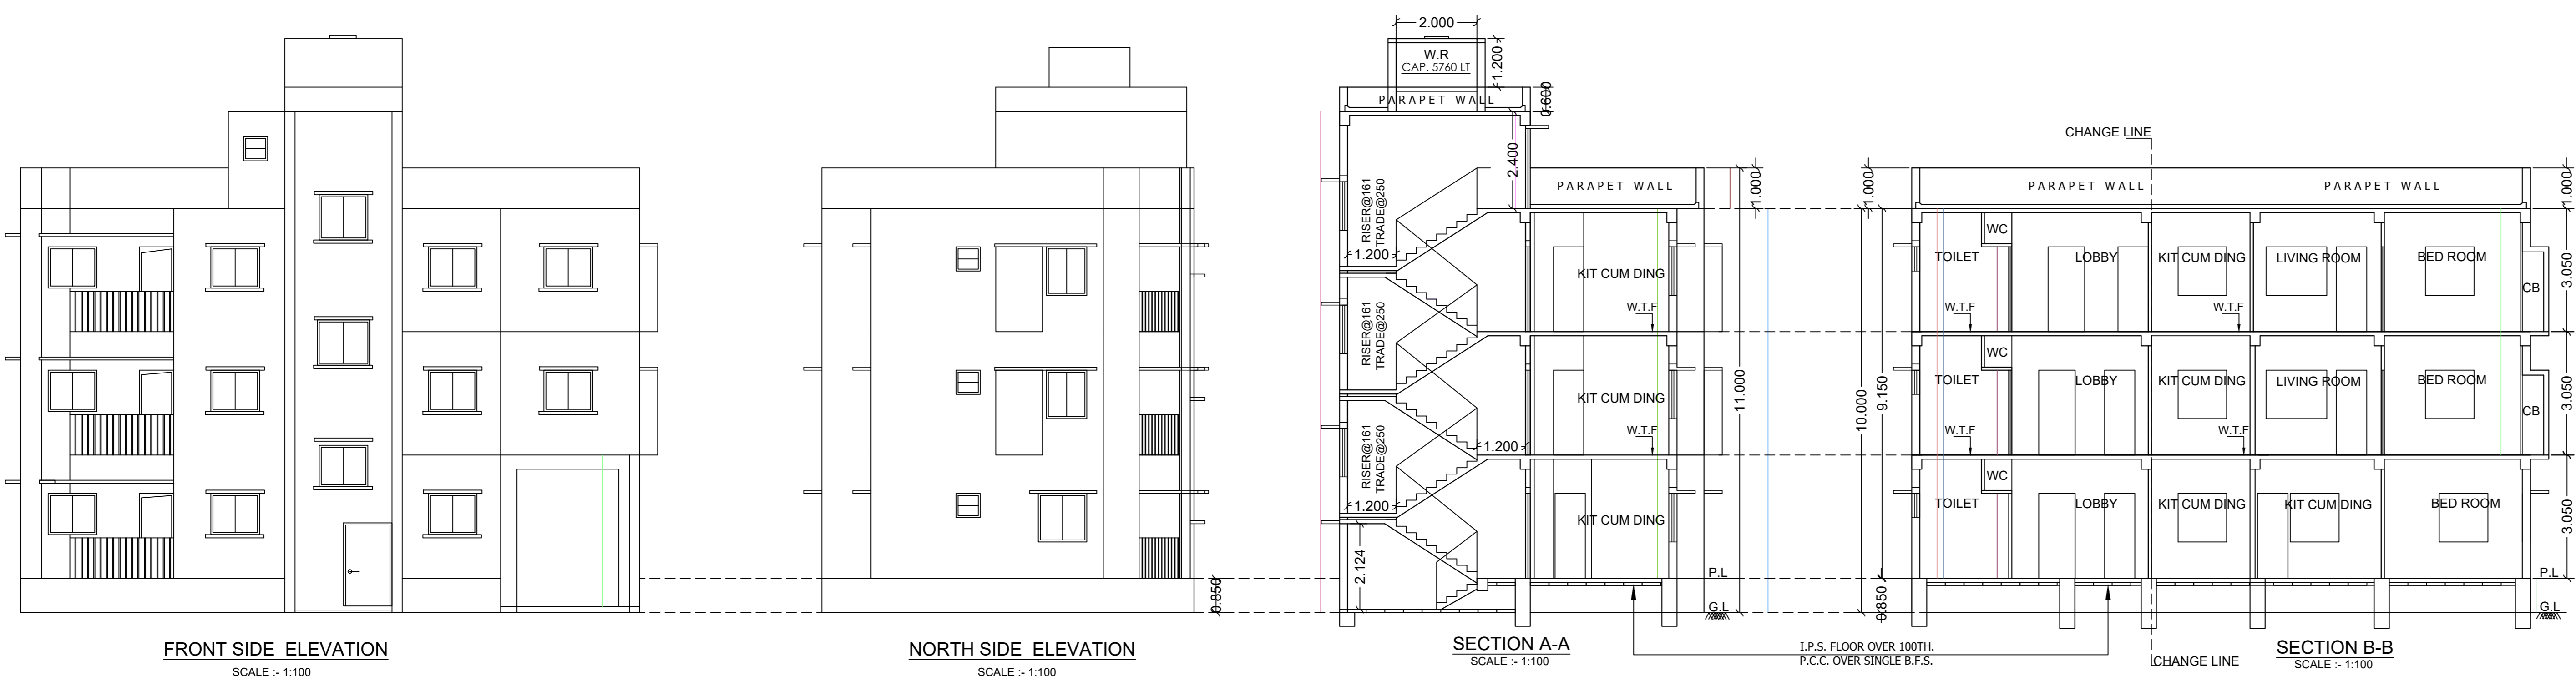 FRONT SIDE ELEVATION
SCALE :- 1:100
NORTH SIDE ELEVATION
SCALE :- 1:100
0.850
2.000
W.R
CAP. 5760 LT
1.200
PARAPET WALL
0.600
2.400
PARAPET WALL
1.000
RISER@161
TRADE@250
1.200
KIT CUM DING
W.T.F
RISER@161
TRADE@250
KIT CUM DING
W.T.F
11.000
RISER@161
TRADE@250
1.200
1.200
KIT CUM DING
2.124
P.L
G.L
SECTION A-A
SCALE :- 1:100
I.P.S. FLOOR OVER 100TH.
P.C.C. OVER SINGLE B.F.S.
CHANGE LINE
1.000
PARAPET WALL
PARAPET WALL
1.000
WC
TOILET
LOBBY
KIT CUM DING
LIVING ROOM
BED ROOM
CB
W.T.F
W.T.F
3.050
10.000
9.150
WC
TOILET
LOBBY
KIT CUM DING
LIVING ROOM
BED ROOM
CB
W.T.F
W.T.F
3.050
WC
TOILET
LOBBY
KIT CUM DING
KIT CUM DING
BED ROOM
3.050
0.850
P.L
G.L
SECTION B-B
SCALE :- 1:100
CHANGE LINE